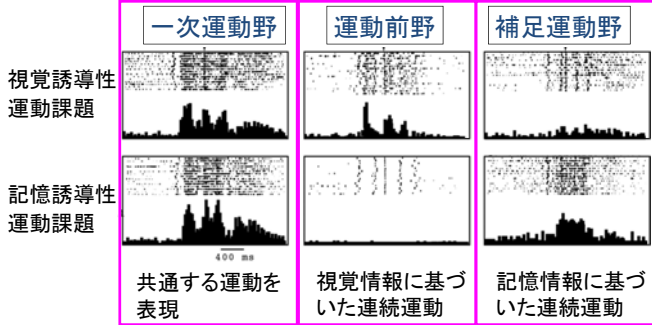 一次運動野
運動前野
補足運動野
視覚誘導性
運動課題
記憶誘導性
運動課題
400 ms
共通する運動を
表現
視覚情報に基づ
いた連続運動
記憶情報に基づ
いた連続運動